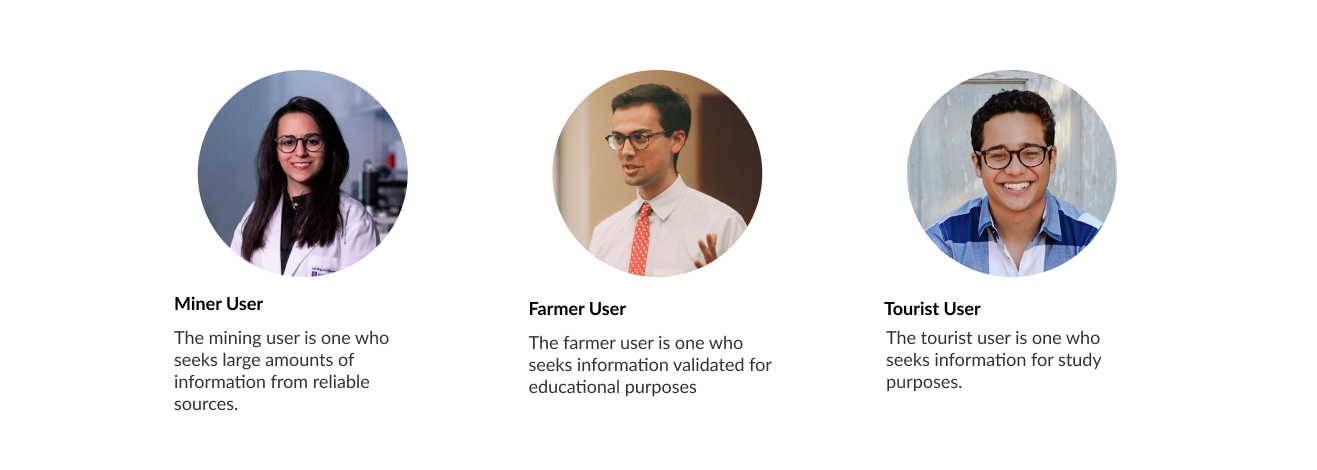 Miner User
The mining user is one who
seeks large amounts of
information from reliable
sources.
Farmer User
The farmer user is one who
seeks information validated for
educational purposes
Tourist User
The tourist user is one who
seeks information for study
purposes.